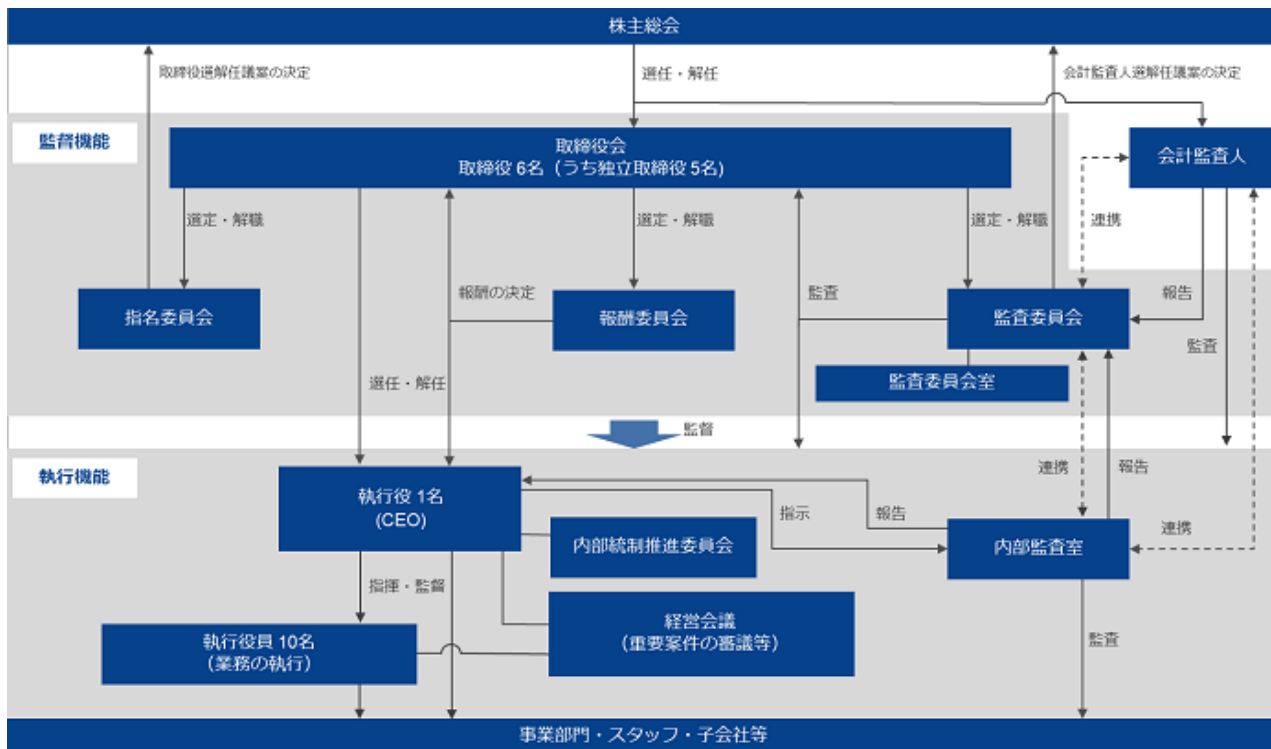 株主総会
取締役選解任議案の決定
選任・解任
会計監査人選解任議案の決定
監督機能
取締役会
取締役 6名（うち独立取締役 5名)
会計監査人
選定・解職
選定・解職
選定・解職
連携
報酬の決定
監査
報告
指名委員会
報酬委員会
監査委員会
監査
選任・解任
監査委員会室
監督
執行機能
連携
報告
執行役 1名
(CEO)
指示
報告
連携
内部統制推進委員会
内部監査室
指揮・監督
経営会議
（重要案件の審議等）
執行役員 10名
（業務の執行）
監査
事業部門・スタッフ・子会社等